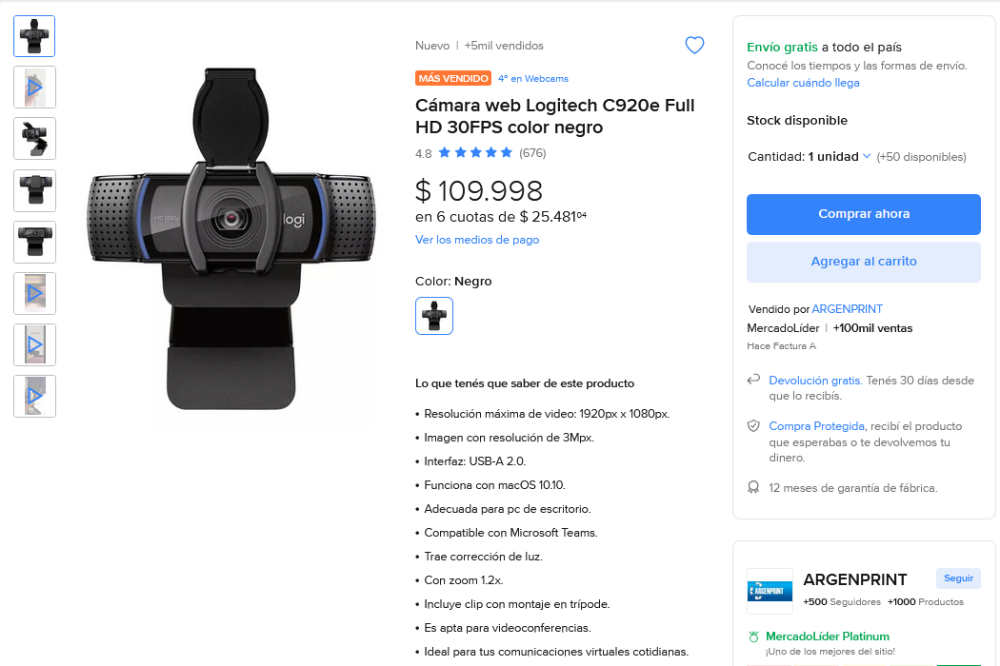 Nuevo | +5mil vendidos
MÁS VENDIDO 4º en Webcams
Cámara web Logitech C920e Full
HD 30FPS color negro
4.8 (676)
$ 109.998
en 6 cuotas de $ 25.481⁰⁴
Ver los medios de pago
Color: Negro
Lo que tenés que saber de este producto
• Resolución máxima de video: 1920px x 1080px.
• Imagen con resolución de 3Mpx.
• Interfaz: USB-A 2.0.
• Funciona con macOS 10.10.
• Adecuada para pc de escritorio.
• Compatible con Microsoft Teams.
• Trae corrección de luz.
• Con zoom 1.2x.
• Incluye clip con montaje en trípode.
• Es apta para videoconferencias.
• Ideal para tus comunicaciones virtuales cotidianas.
HD 1080p
logi
Envío gratis a todo el país
Conocé los tiempos y las formas de envío.
Calcular cuándo llega
Stock disponible
Cantidad: 1 unidad (+50 disponibles)
Comprar ahora
Agregar al carrito
Vendido por ARGENPRINT
MercadoLíder | +100mil ventas
Hace Factura A
Devolución gratis. Tenés 30 días desde
que lo recibís.
Compra Protegida, recibí el producto
que esperabas o te devolvemos tu
dinero.
12 meses de garantía de fábrica.
ARGENPRINT
ARGENPRINT
Seguir
+500 Seguidores +1000 Productos
MercadoLíder Platinum
¡Uno de los mejores del sitio!